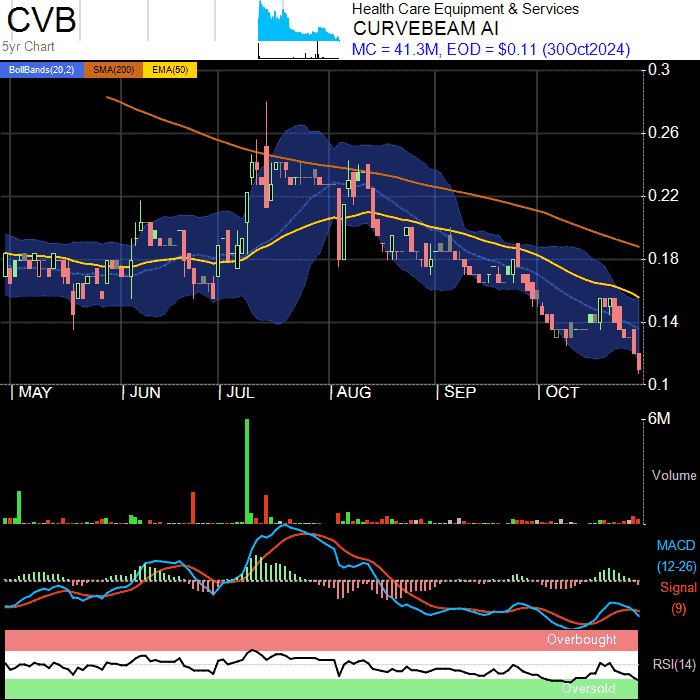 CVB
5yr Chart
Health Care Equipment & Services
CURVEBEAM AI
MC = 41.3M, EOD = $0.11 (30Oct2024)
BollBands(20,2) SMA(200) EMA(50)
0.3
0.26
0.22
0.18
0.14
0.1
| MAY | JUN | JUL | AUG | SEP | OCT
6M
Volume
MACD
(12-26)
Signal
(9)
Overbought
RSI(14)
Oversold